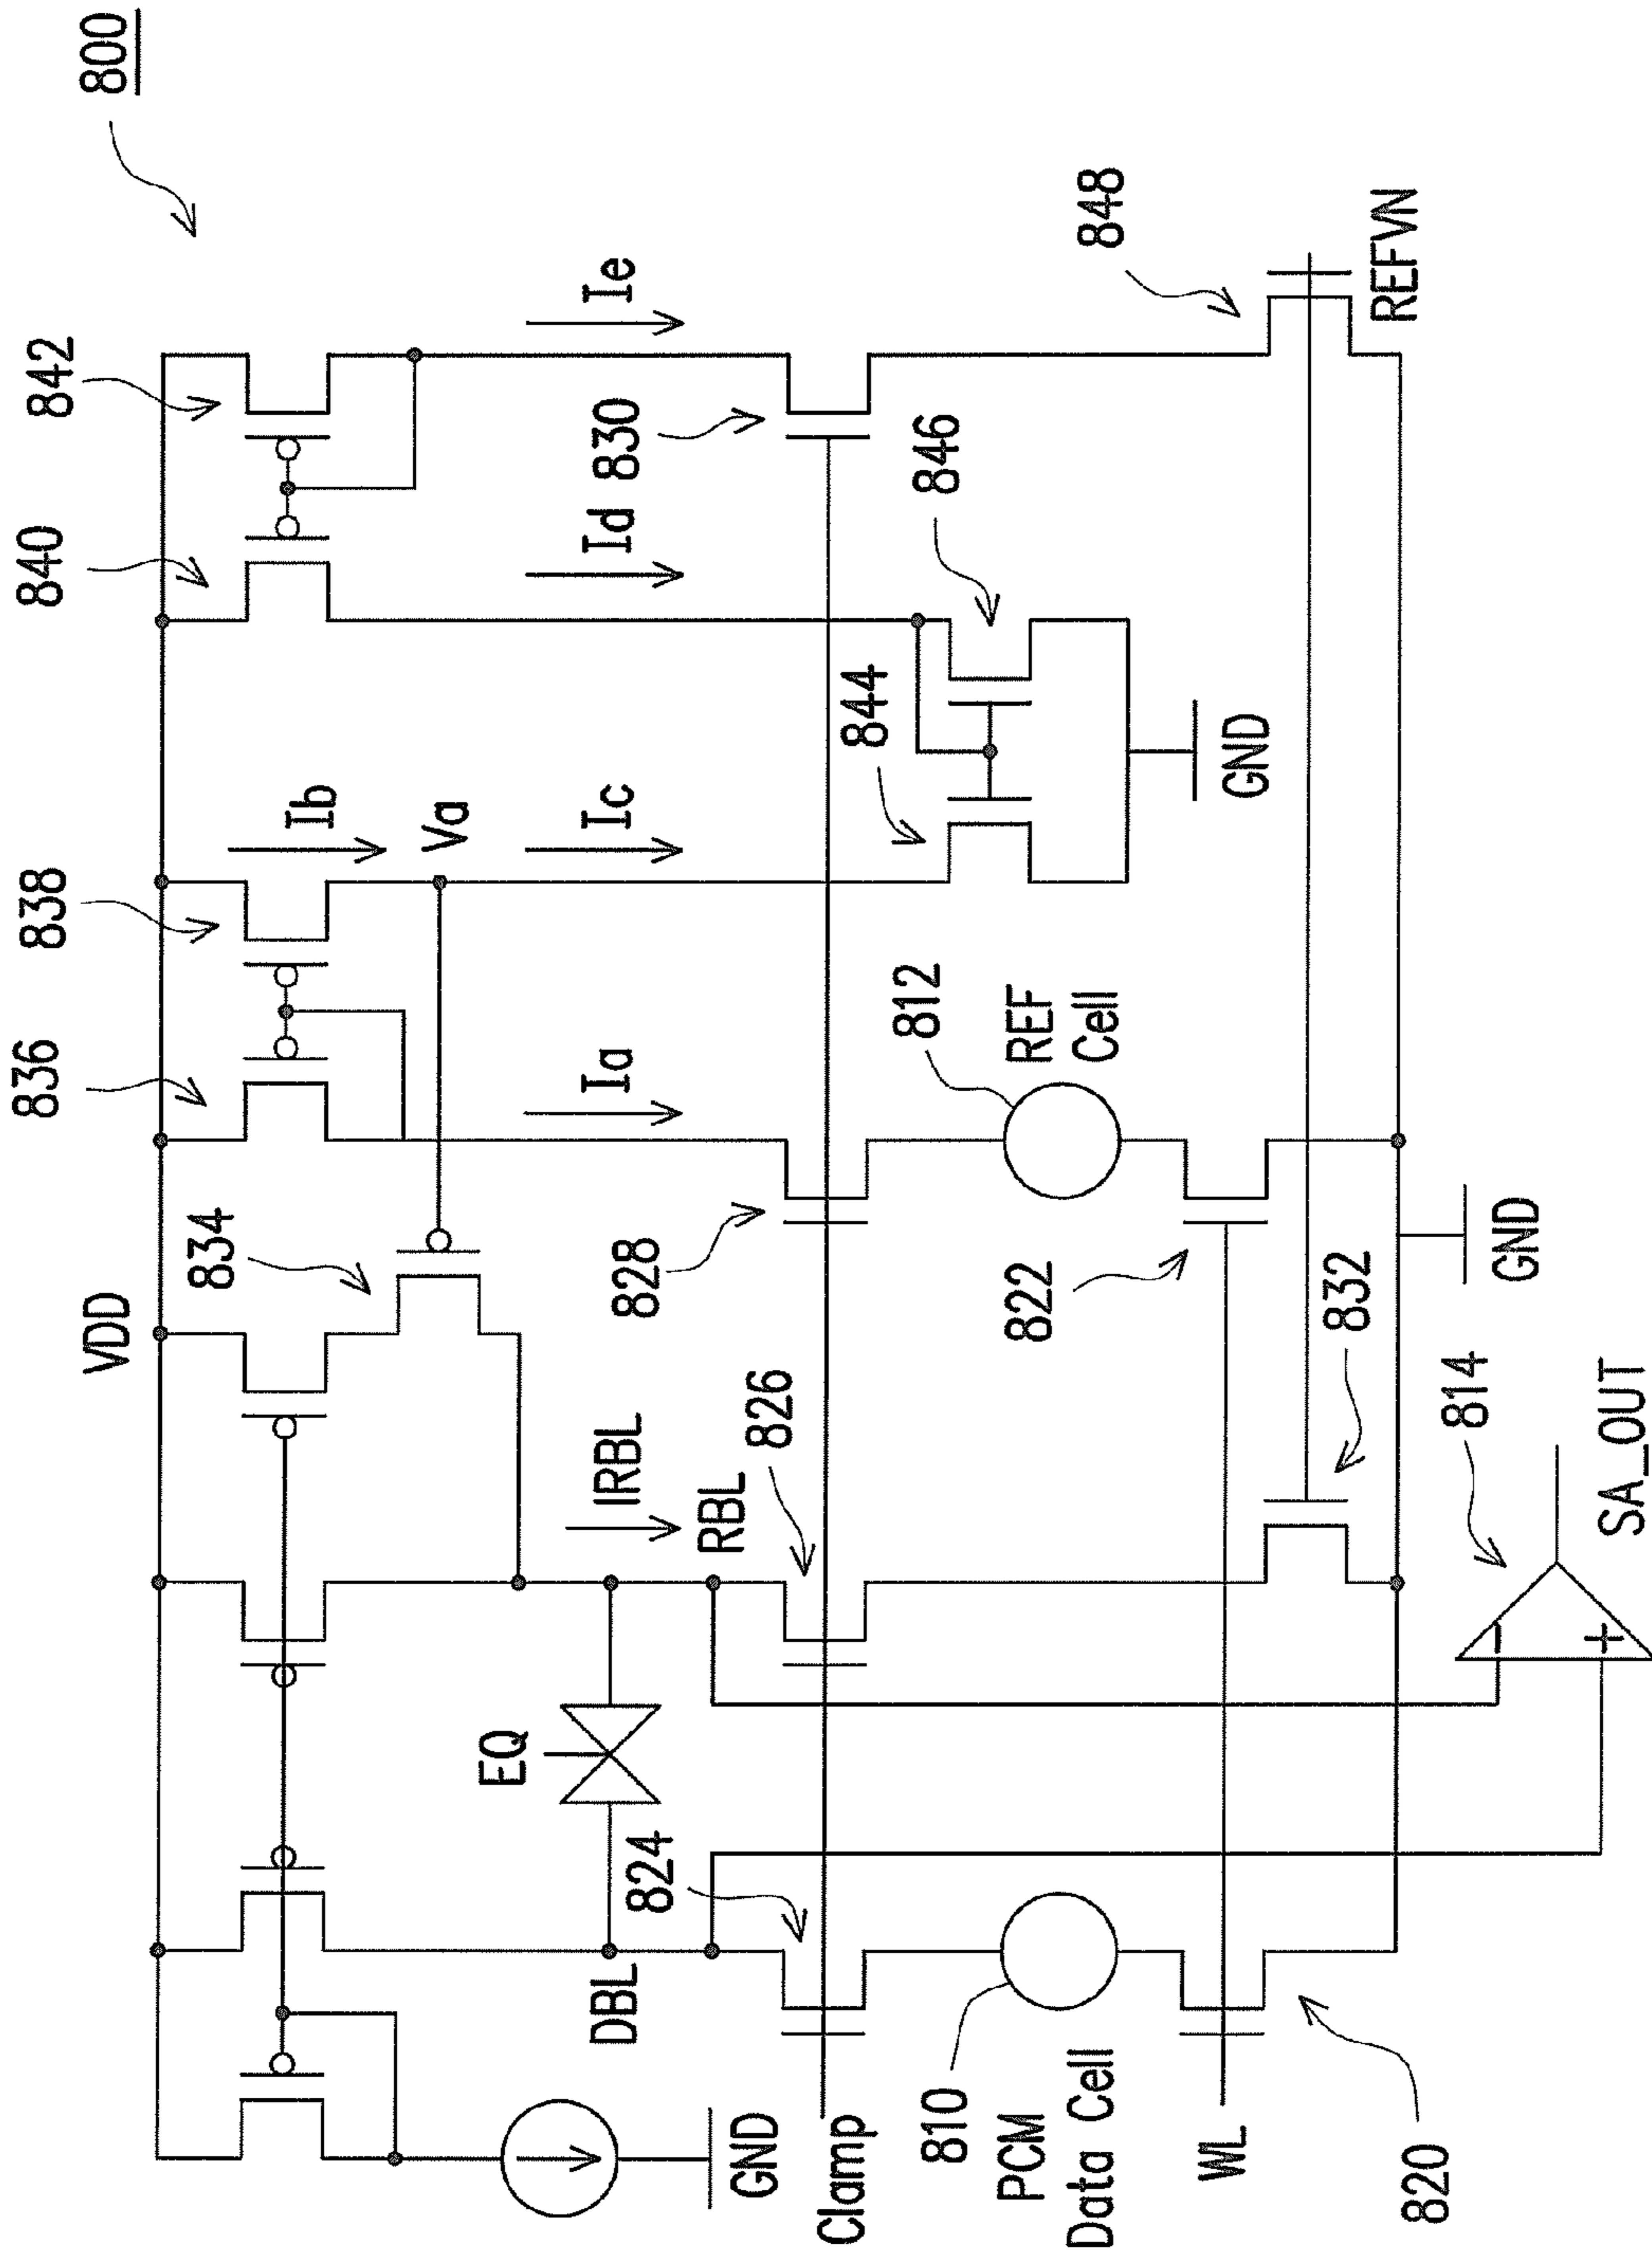 800
VDD
836
838
840
842
834
Ib
Va
EQ
DBL
IRBL
RBL
Ia
Ic
Id
Ie
GND
Clamp
824
826
828
830
844
846
810
PCM
Data Cell
812
REF
Cell
GND
WL
820
822
832
848
REFVN
GND
814
-
+
SA_OUT